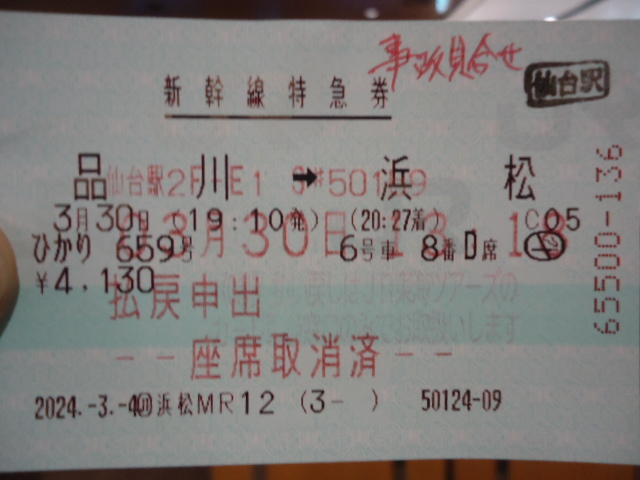 事故見合せ
仙台駅
新幹線特急券
品川 → 浜松
仙台駅2F E1
3月30日 (19:10発) (20:27着) C05
3月30日
ひかり 659号 6号車 8番D席
¥4,130
払戻申出
--座席取消済--
2024.-3.-4 浜松MR12 (3- ) 50124-09
65500-136